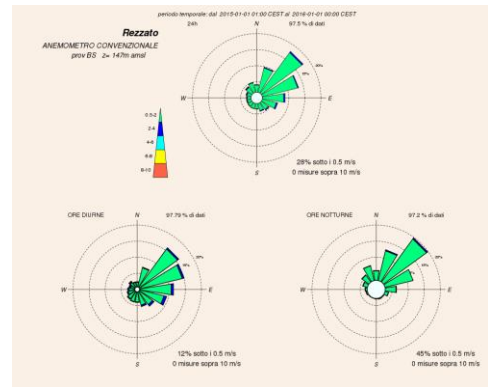 periodo temporale: dal 2015-01-01 01:00 CEST al 2016-01-01 00:00 CEST
Rezzato
ANEMOMETRO CONVENZIONALE
prov BS z= 147m amsl
24h
N
97.5 % di dati
W
E
S
0.5-2
2-4
4-6
6-8
8-12
28% sotto i 0.5 m/s
0 misure sopra 10 m/s
ORE DIURNE
N
97.79 % di dati
W
E
S
12% sotto i 0.5 m/s
0 misure sopra 10 m/s
ORE NOTTURNE
N
97.2 % di dati
W
E
S
45% sotto i 0.5 m/s
0 misure sopra 10 m/s